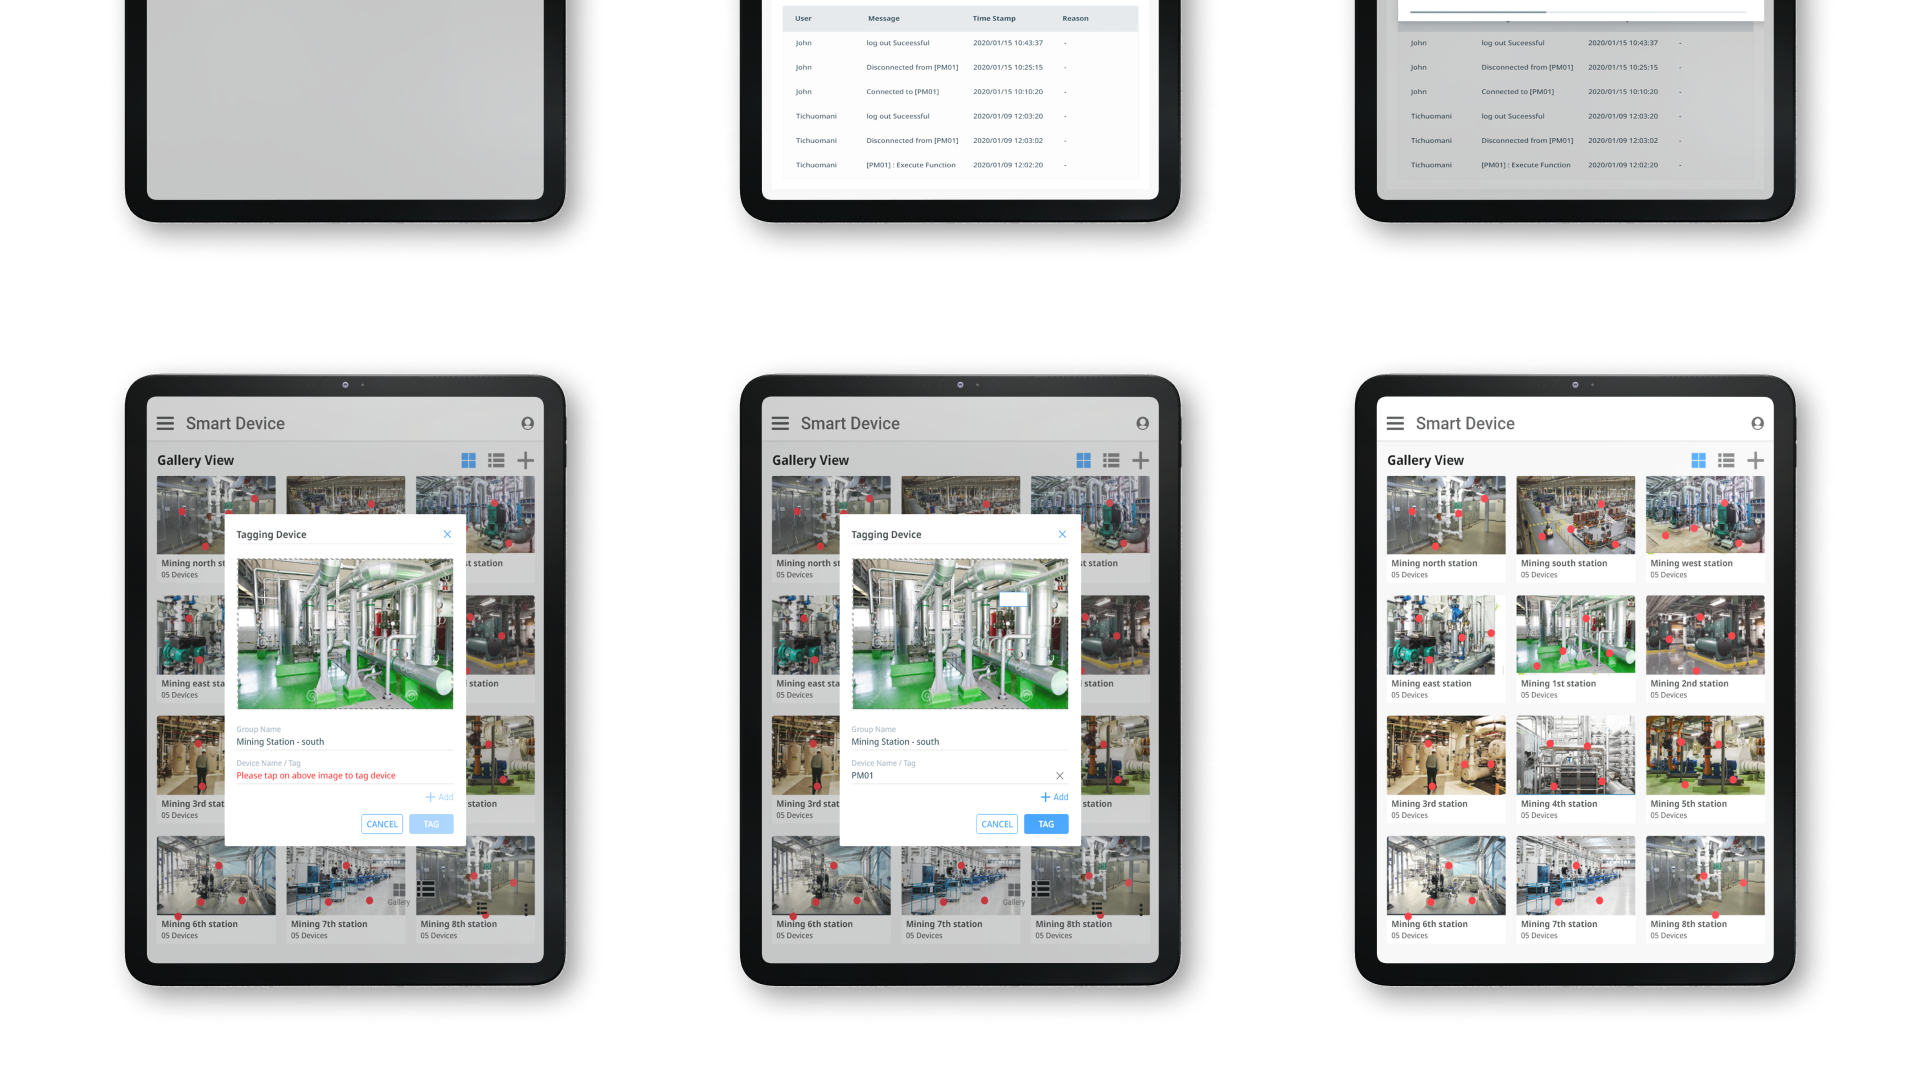 User Message Time Stamp Reason
John log out Suceessful 2020/01/15 10:43:37 -
John Disconnected from [PM01] 2020/01/15 10:25:15 -
John Connected to [PM01] 2020/01/15 10:10:20 -
Tichuomani log out Suceessful 2020/01/09 12:03:20 -
Tichuomani Disconnected from [PM01] 2020/01/09 12:03:02 -
Tichuomani [PM01] : Execute Function 2020/01/09 12:02:20 -
John log out Suceessful 2020/01/15 10:43:37 -
John Disconnected from [PM01] 2020/01/15 10:25:15 -
John Connected to [PM01] 2020/01/15 10:10:20 -
Tichuomani log out Suceessful 2020/01/09 12:03:20 -
Tichuomani Disconnected from [PM01] 2020/01/09 12:03:02 -
Tichuomani [PM01] : Execute Function 2020/01/09 12:02:20 -
Smart Device
Gallery View
Tagging Device
Mining north st
st station
05 Devices
Mining east sta
station
05 Devices
Group Name
Mining Station - south
Device Name / Tag
Please tap on above image to tag device
Add
Mining 3rd stat
station
05 Devices
CANCEL TAG
Gallery
Mining 6th station Mining 7th station Mining 8th station
05 Devices 05 Devices 05 Devices
Smart Device
Gallery View
Tagging Device
Mining north st
st station
05 Devices
Mining east sta
station
05 Devices
Group Name
Mining Station - south
Device Name / Tag
PM01
Add
Mining 3rd stat
station
05 Devices
CANCEL TAG
Gallery
Mining 6th station Mining 7th station Mining 8th station
05 Devices 05 Devices 05 Devices
Smart Device
Gallery View
Mining north station Mining south station Mining west station
05 Devices 05 Devices 05 Devices
Mining east station Mining 1st station Mining 2nd station
05 Devices 05 Devices 05 Devices
Mining 3rd station Mining 4th station Mining 5th station
05 Devices 05 Devices 05 Devices
Mining 6th station Mining 7th station Mining 8th station
05 Devices 05 Devices 05 Devices